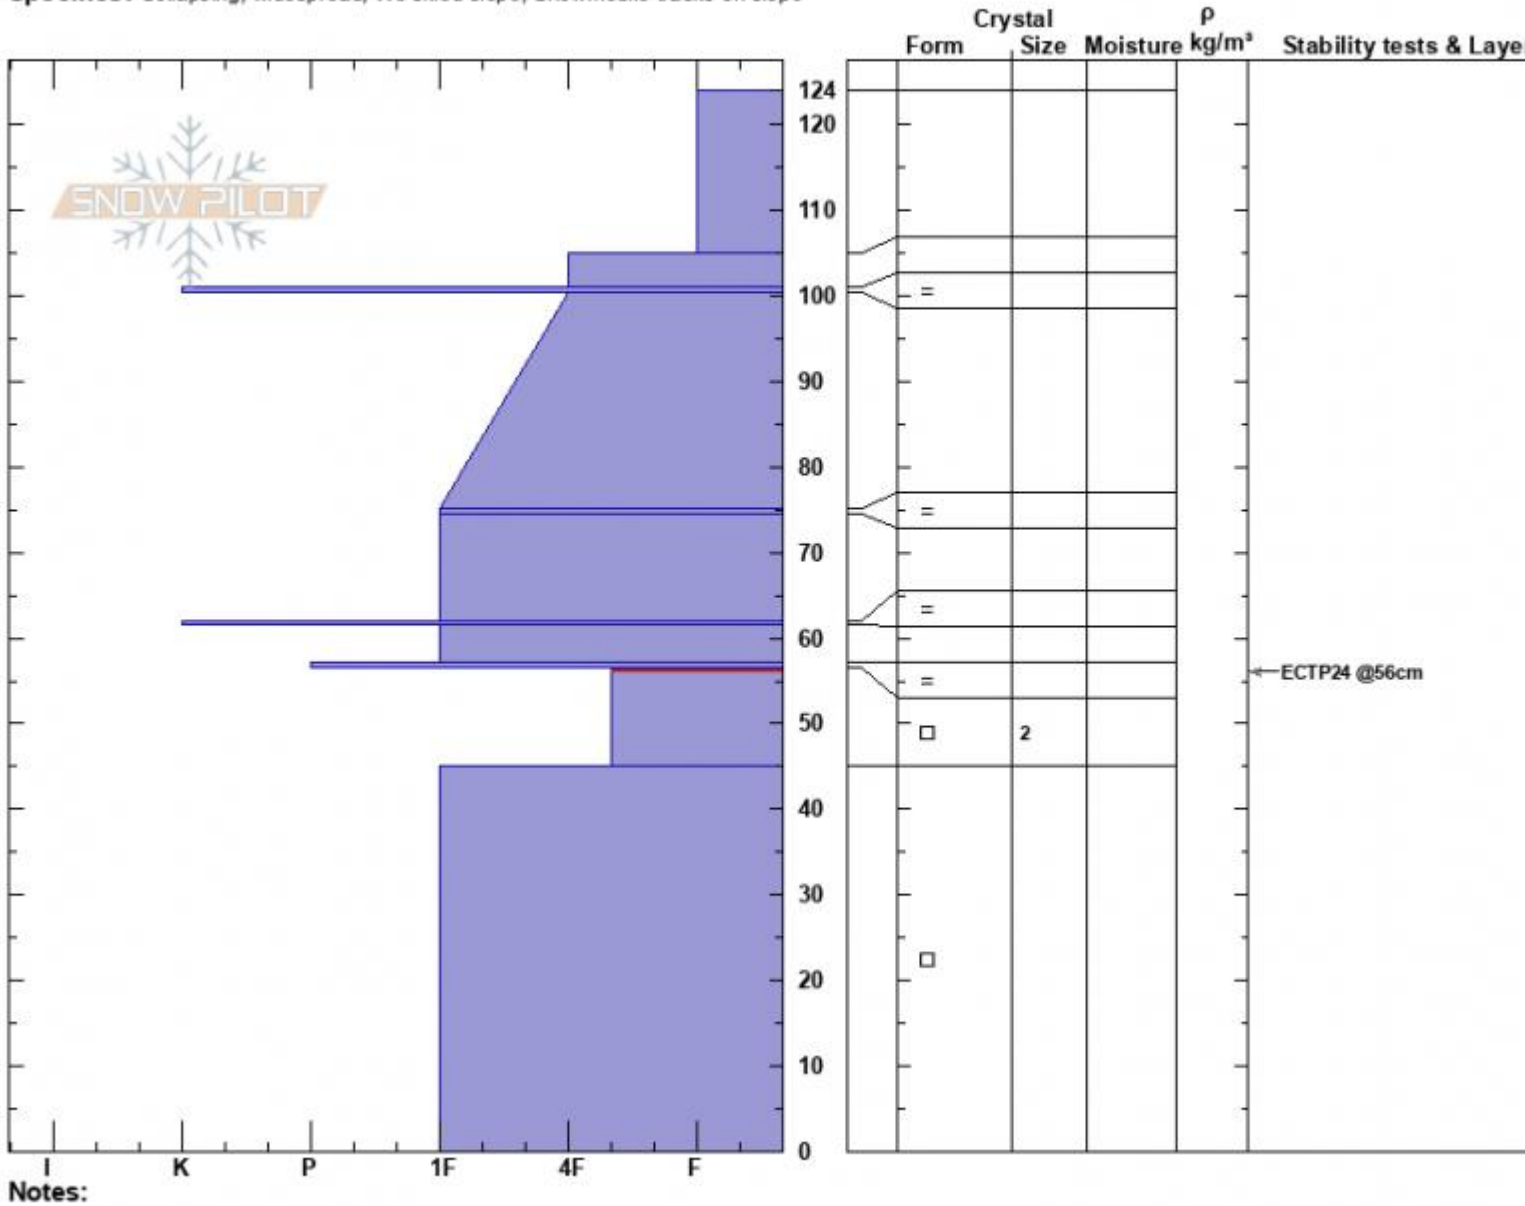 Crystal ρ
Form Size Moisture kg/m³ Stability tests & Laye
SNOW PILOT
124
120
110
100 =
90
80
= 
70
=
60
ECTP24 @56cm
=
50 2
40
30
20
10
0
I K P 1F 4F F
Notes: